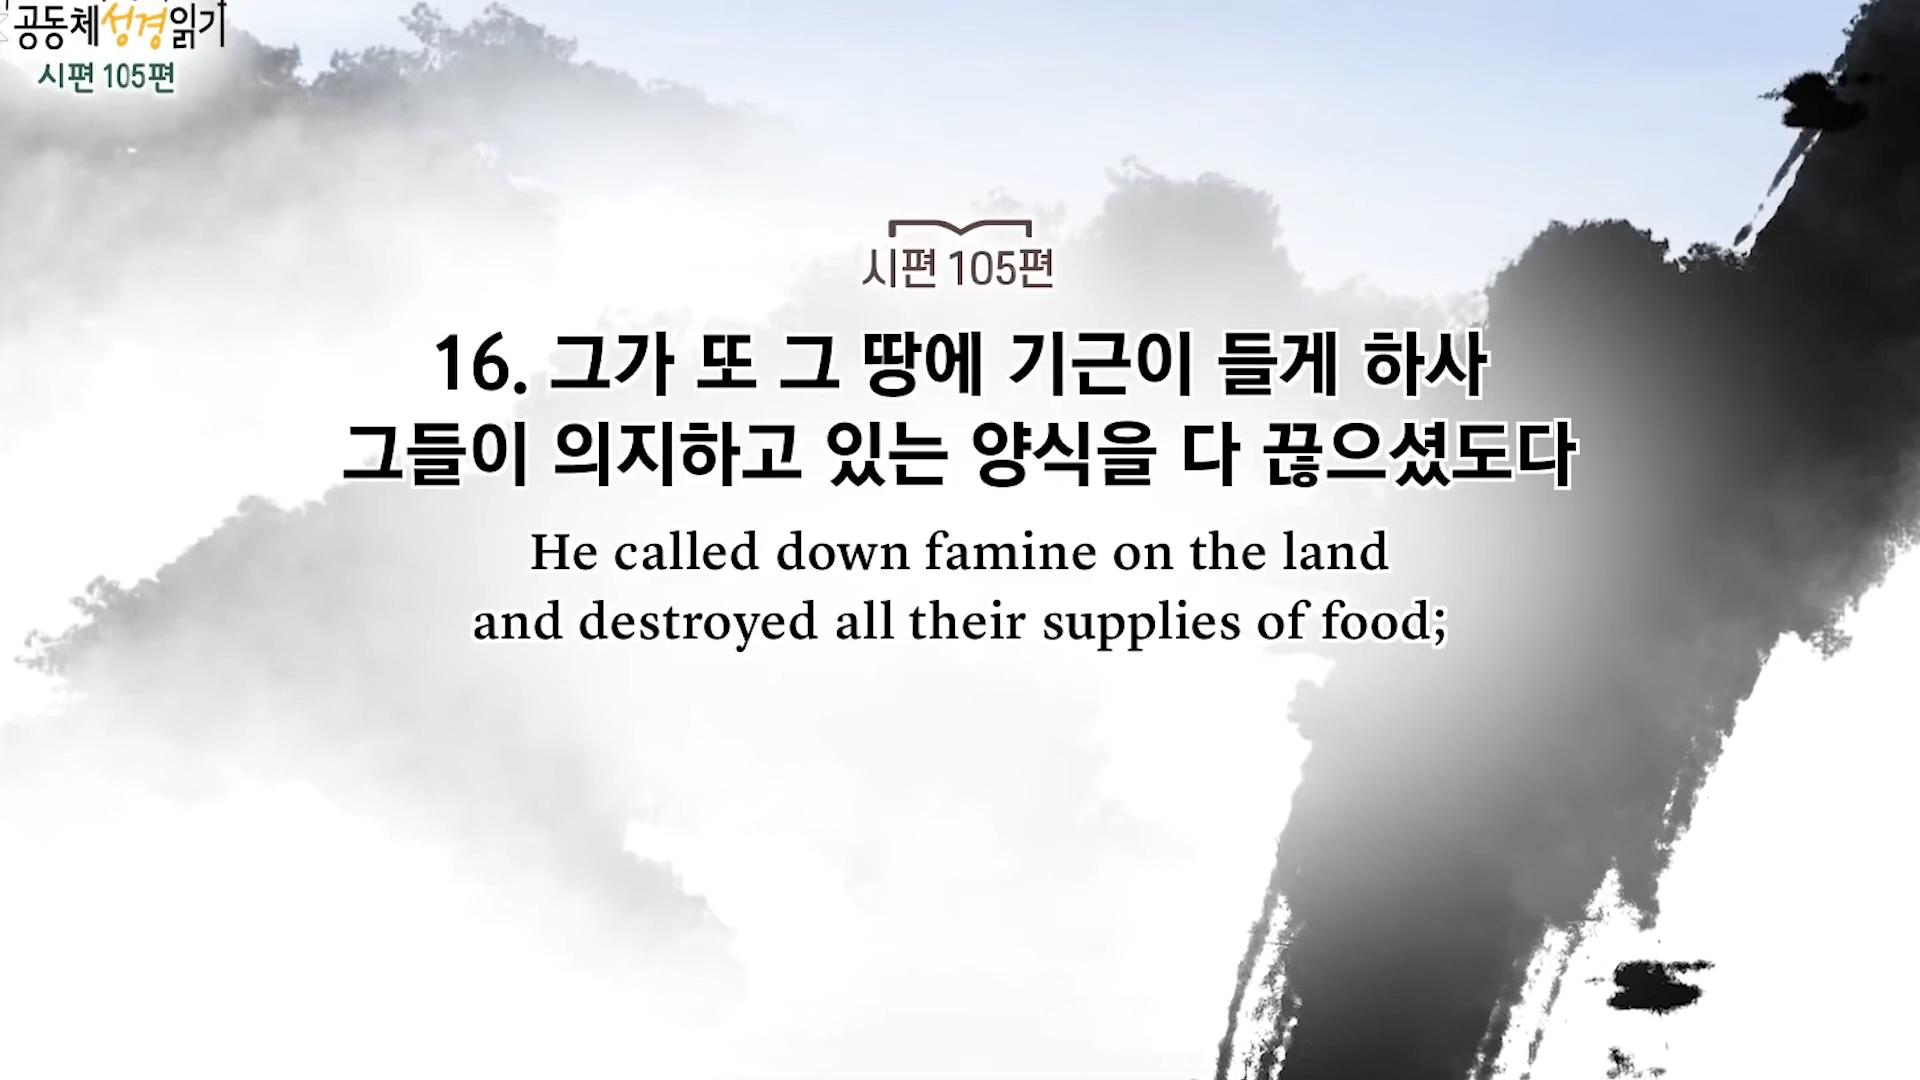 공동체성경읽기
시편 105편
시편 105편
16. 그가 또 그 땅에 기근이 들게 하사
그들이 의지하고 있는 양식을 다 끊으셨도다
He called down famine on the land
and destroyed all their supplies of food;